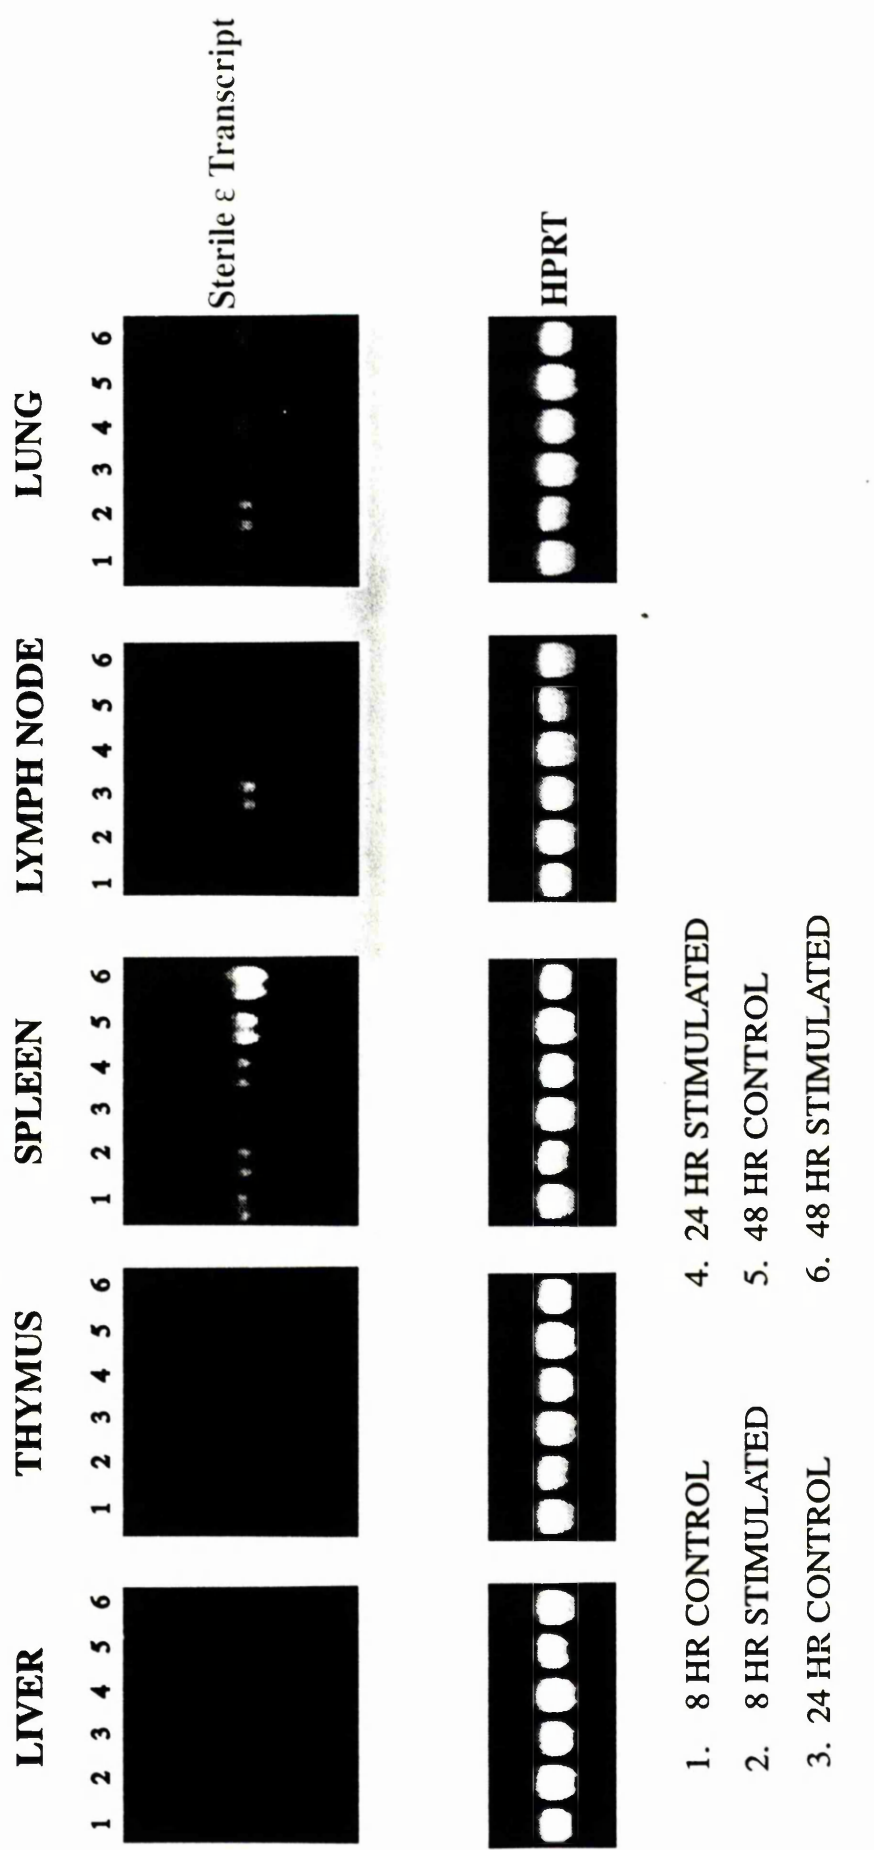 LIVER
THYMUS
SPLEEN
LYMPH NODE
LUNG
1 2 3 4 5 6
1 2 3 4 5 6
1 2 3 4 5 6
1 2 3 4 5 6
1 2 3 4 5 6
Sterile ε Transcript
HPRT
1. 8 HR CONTROL
2. 8 HR STIMULATED
3. 24 HR CONTROL
4. 24 HR STIMULATED
5. 48 HR CONTROL
6. 48 HR STIMULATED